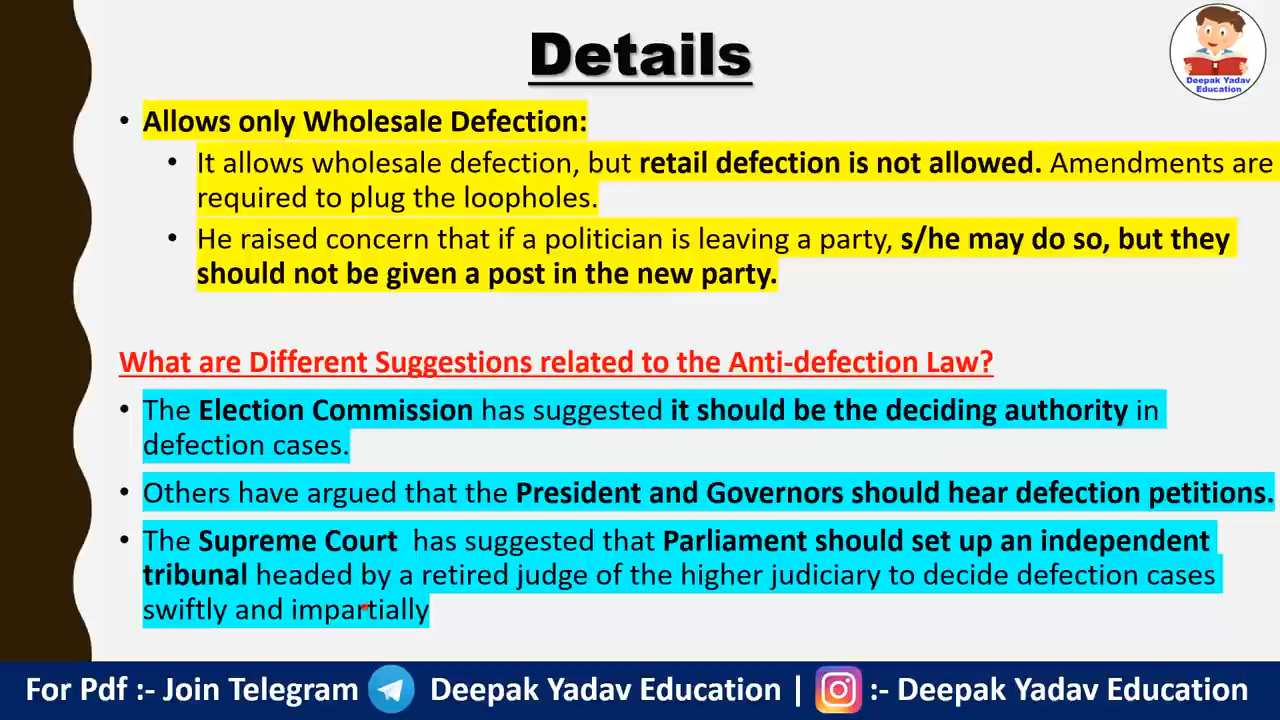 Details
Deepak Yadav
Education
• Allows only Wholesale Defection:
• It allows wholesale defection, but retail defection is not allowed. Amendments are
required to plug the loopholes.
• He raised concern that if a politician is leaving a party, s/he may do so, but they
should not be given a post in the new party.
What are Different Suggestions related to the Anti-defection Law?
• The Election Commission has suggested it should be the deciding authority in
defection cases.
• Others have argued that the President and Governors should hear defection petitions.
• The Supreme Court has suggested that Parliament should set up an independent
tribunal headed by a retired judge of the higher judiciary to decide defection cases
swiftly and impartially
For Pdf :- Join Telegram Deepak Yadav Education | :- Deepak Yadav Education